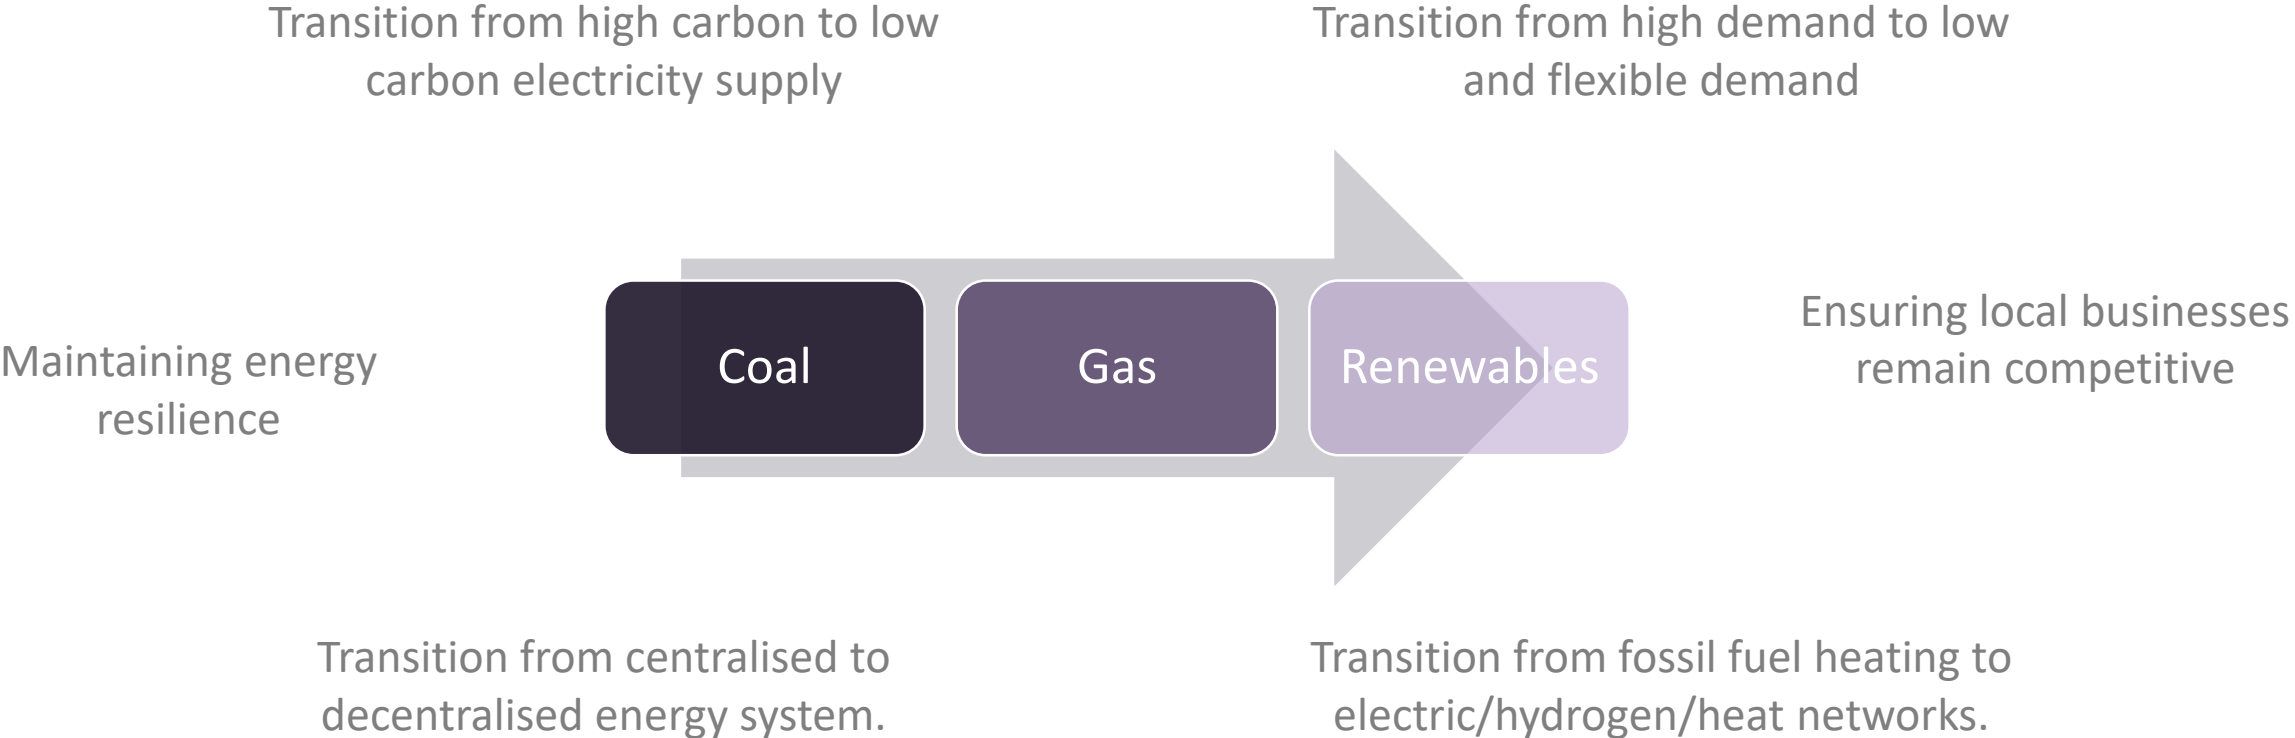 Transition from high carbon to low
carbon electricity supply
Transition from high demand to low
and flexible demand
Maintaining energy
resilience
Coal
Gas
Renewables
Ensuring local businesses
remain competitive
Transition from centralised to
decentralised energy system.
Transition from fossil fuel heating to
electric/hydrogen/heat networks.